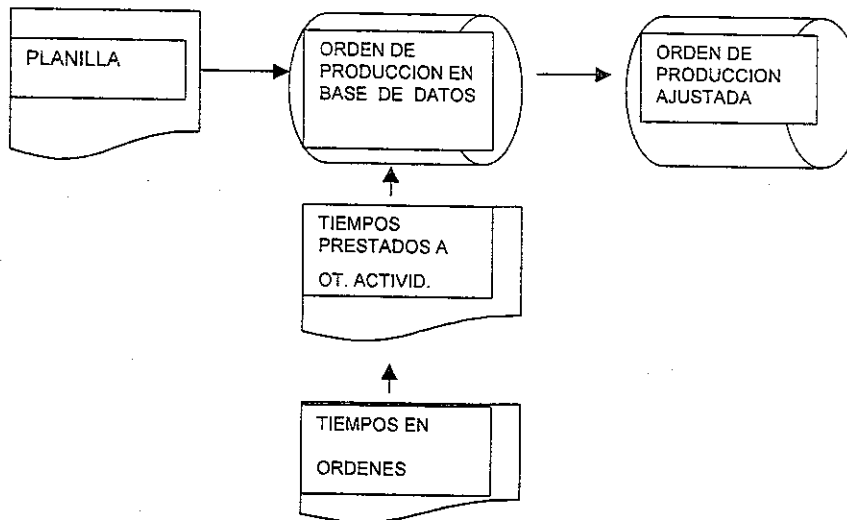 PLANILLA
ORDEN DE
PRODUCCION EN
BASE DE DATOS
ORDEN DE
PRODUCCION
AJUSTADA
TIEMPOS
PRESTADOS A
OT. ACTIVID.
TIEMPOS EN
ORDENES